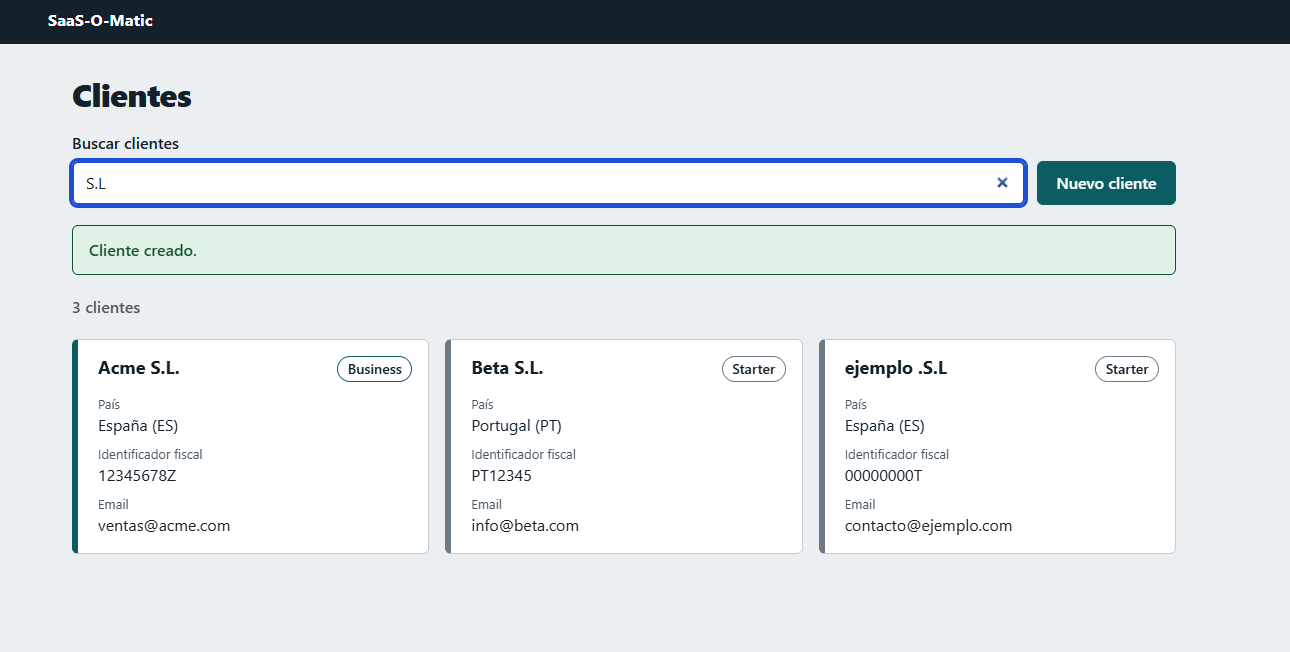 SaaS-O-Matic
Clientes
Buscar clientes
S.L
×
Nuevo cliente
Cliente creado.
3 clientes
Acme S.L.
Business
País
España (ES)
Identificador fiscal
12345678Z
Email
ventas@acme.com
Beta S.L.
Starter
País
Portugal (PT)
Identificador fiscal
PT12345
Email
info@beta.com
ejemplo .S.L
Starter
País
España (ES)
Identificador fiscal
00000000T
Email
contacto@ejemplo.com